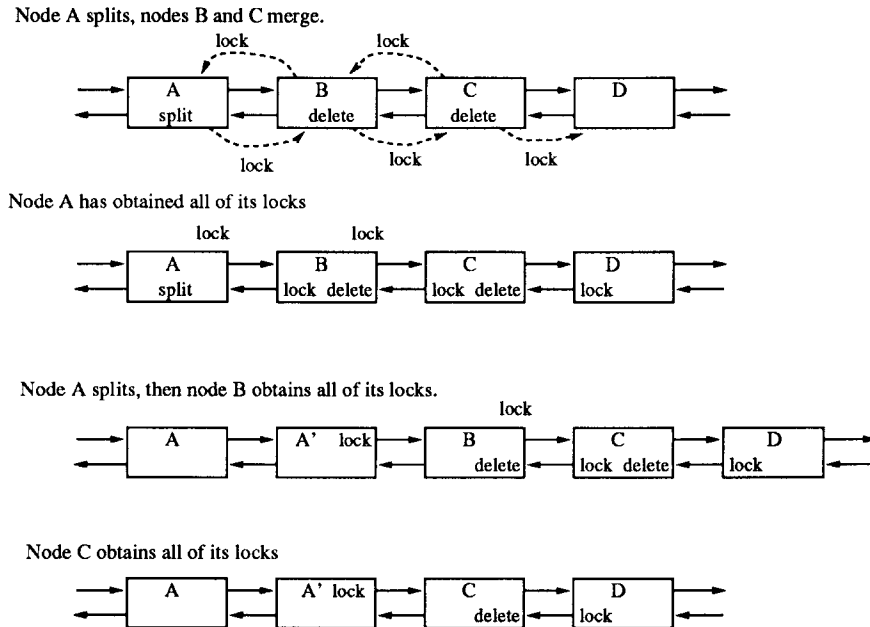 Node A splits, nodes B and C merge.
lock lock
A B C D
split delete delete
lock lock lock
Node A has obtained all of its locks
lock lock
A B C D
split lock delete lock delete lock
Node A splits, then node B obtains all of its locks.
lock
A A' lock B C D
delete lock delete lock
Node C obtains all of its locks
A A' lock C D
delete lock